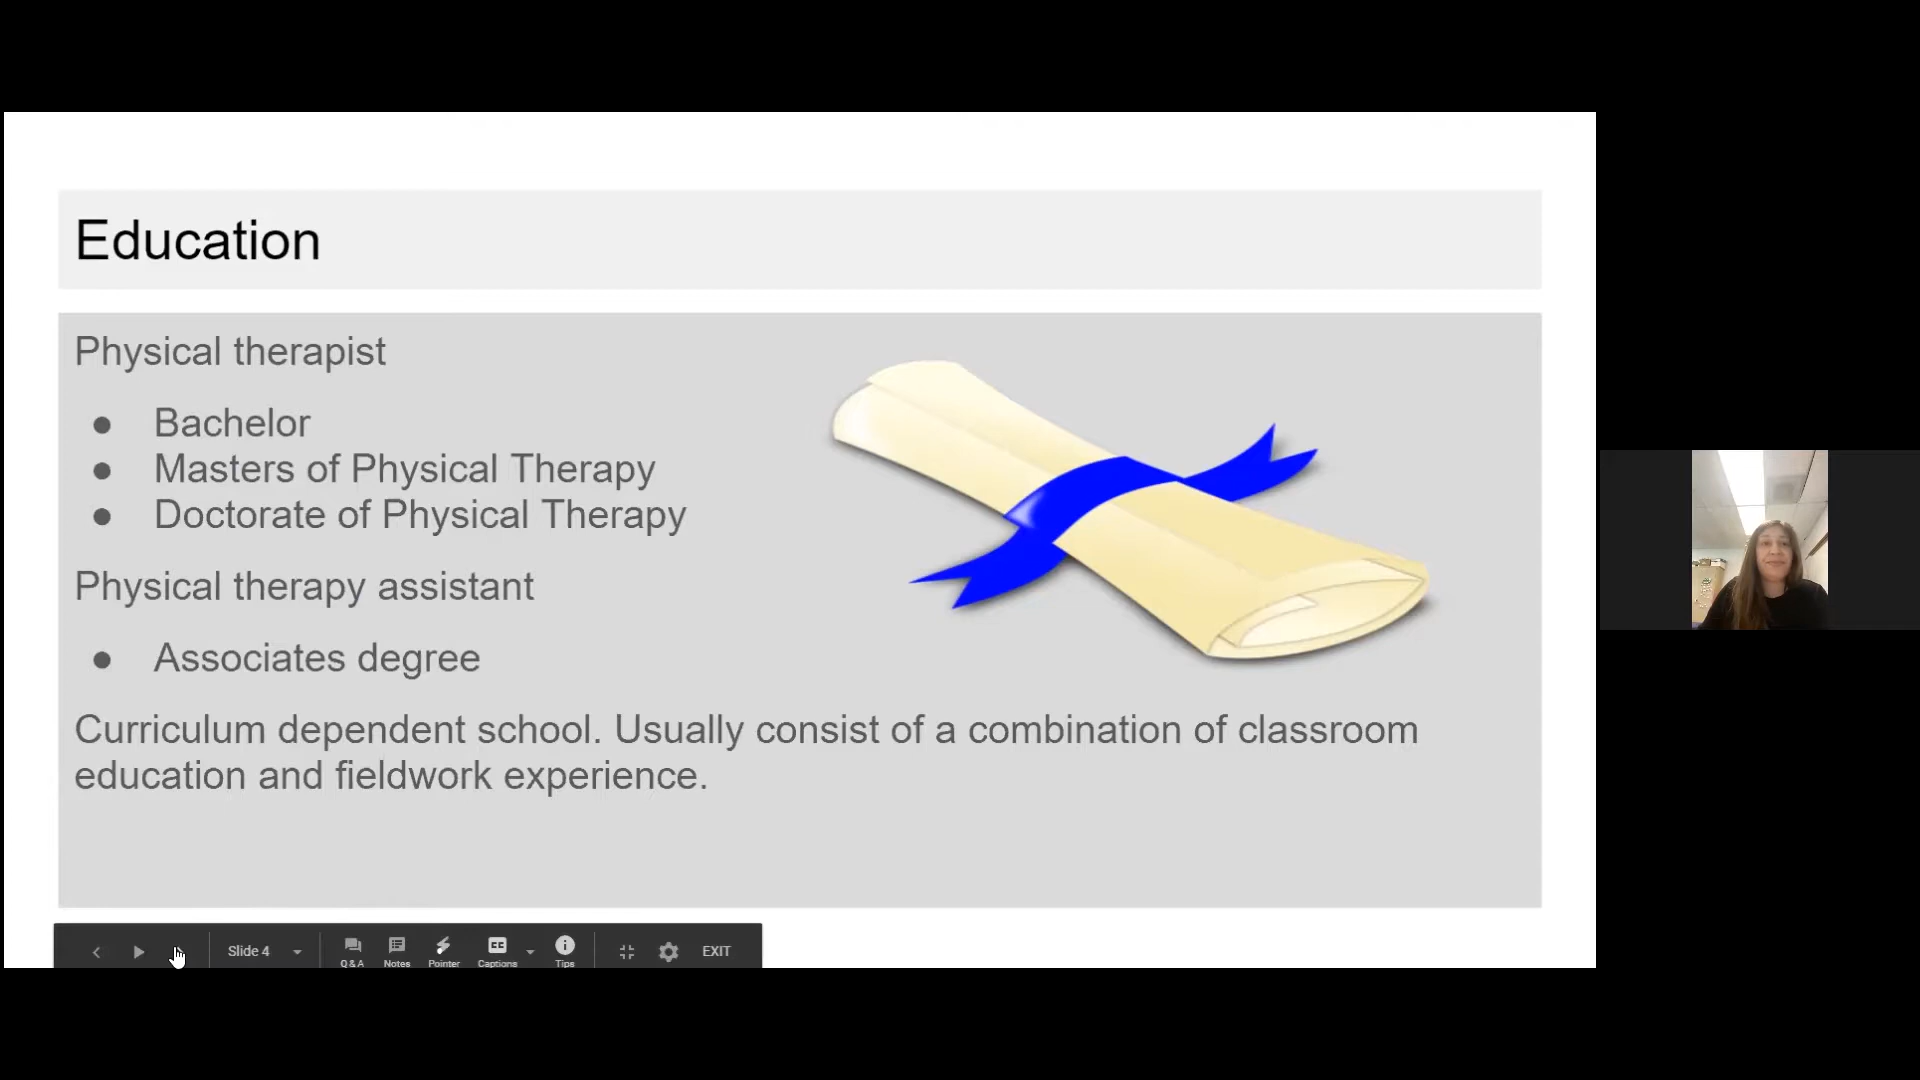 Education
Physical therapist
● Bachelor
● Masters of Physical Therapy
● Doctorate of Physical Therapy
Physical therapy assistant
● Associates degree
Curriculum dependent school. Usually consist of a combination of classroom
education and fieldwork experience.
Slide 4
Q & A Notes Pointer Captions Tips
EXIT